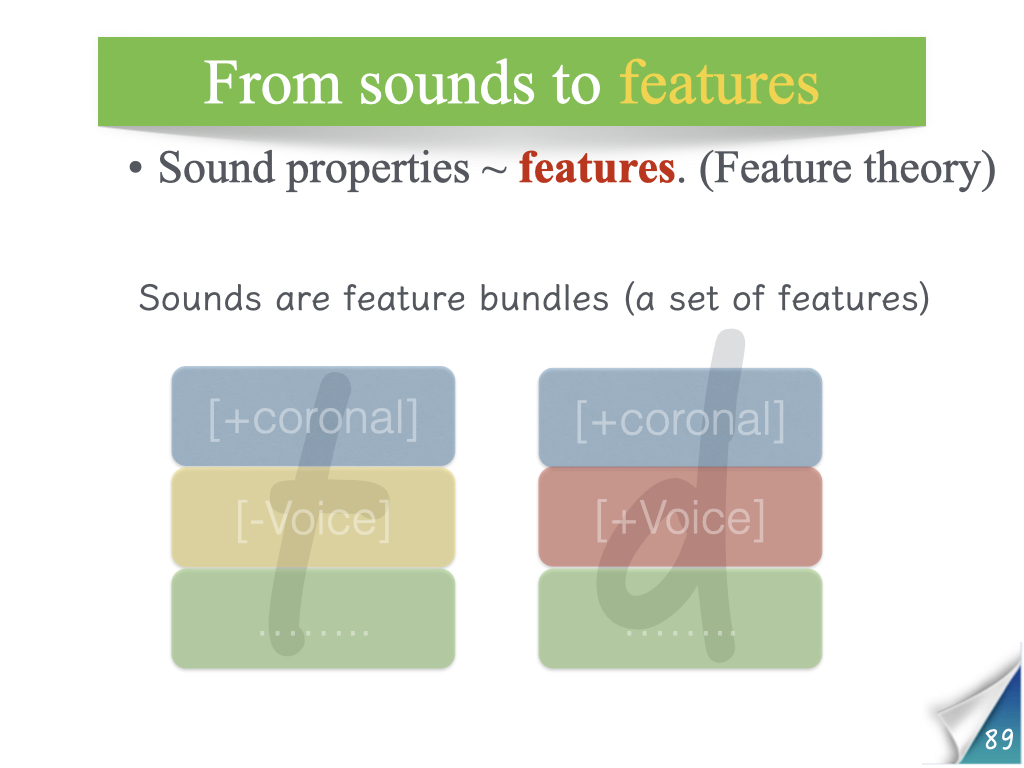 From sounds to features
• Sound properties ~ features. (Feature theory)
Sounds are feature bundles (a set of features)
t d
[+coronal] [+coronal]
[-Voice] [+Voice]
........ ........
89